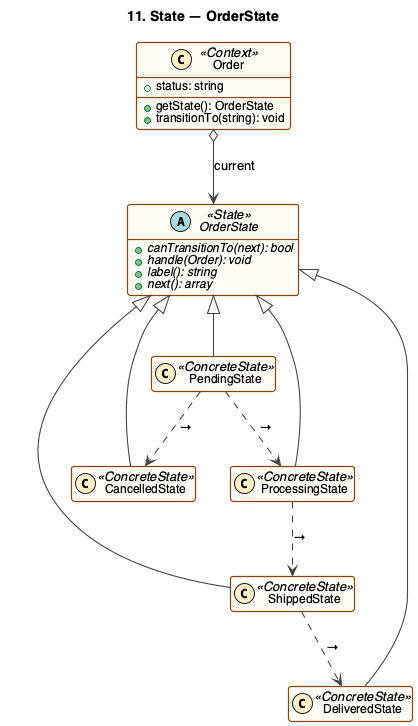 11. State — OrderState
C «Context»
Order
status: string
getState(): OrderState
transitionTo(string): void
current
A «State»
OrderState
canTransitionTo(next): bool
handle(Order): void
label(): string
next(): array
C «ConcreteState»
PendingState
→ →
C «ConcreteState»
CancelledState
C «ConcreteState»
ProcessingState
→
C «ConcreteState»
ShippedState
→
C «ConcreteState»
DeliveredState